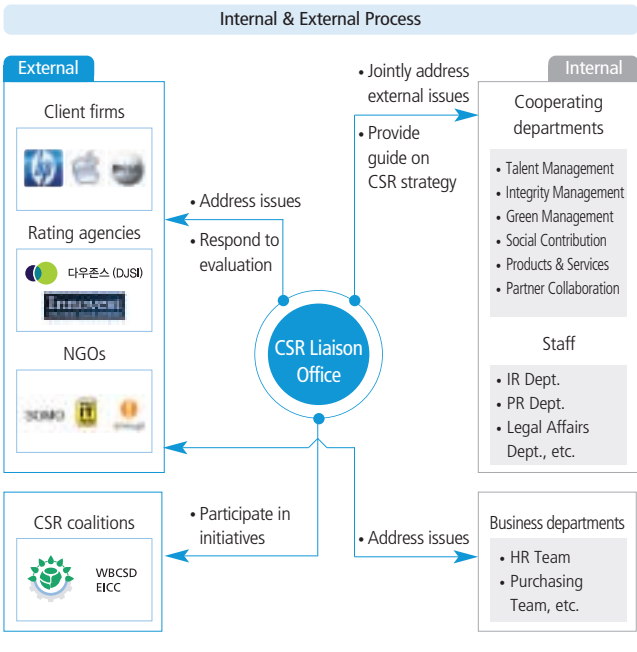 Internal & External Process
External
Client firms
hp
Rating agencies
다우존스 (DJSI)
Innovest
NGOs
SOMO
CSR coalitions
WBCSD
EICC
• Address issues
• Respond to
evaluation
• Participate in
initiatives
CSR Liaison
Office
• Jointly address
external issues
• Provide
guide on
CSR strategy
• Address issues
Internal
Cooperating
departments
• Talent Management
• Integrity Management
• Green Management
• Social Contribution
• Products & Services
• Partner Collaboration
Staff
• IR Dept.
• PR Dept.
• Legal Affairs
Dept., etc.
Business departments
• HR Team
• Purchasing
Team, etc.